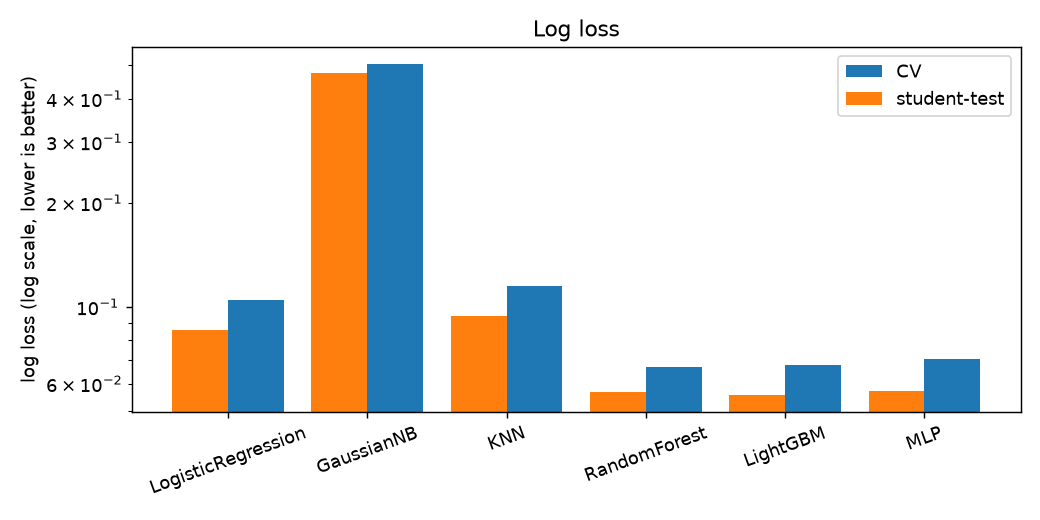 Log loss
log loss (log scale, lower is better)
4 × 10⁻¹
3 × 10⁻¹
2 × 10⁻¹
10⁻¹
6 × 10⁻²
CV
student-test
LogisticRegression
GaussianNB
KNN
RandomForest
LightGBM
MLP